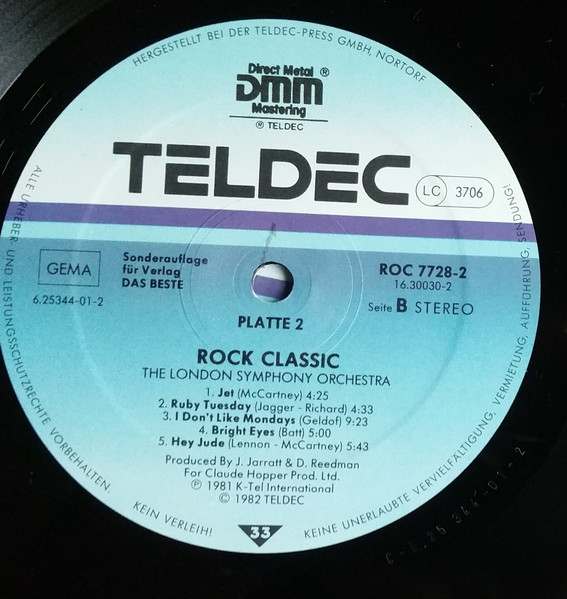 HERGESTELLT BEI DER TELDEC-PRESS GMBH, NORTORF
Direct Metal ®
DMM
Mastering
® TELDEC
TELDEC
LC 3706
GEMA
6.25344-01-2
Sonderauflage
für Verlag
DAS BESTE
ROC 7728-2
16.30030-2
Seite B STEREO
PLATTE 2
ROCK CLASSIC
THE LONDON SYMPHONY ORCHESTRA
1. Jet (McCartney) 4:25
2. Ruby Tuesday (Jagger - Richard) 4:33
3. I Don't Like Mondays (Geldof) 9:23
4. Bright Eyes (Batt) 5:00
5. Hey Jude (Lennon - McCartney) 5:43
Produced By J. Jarratt & D. Reedman
For Claude Hopper Prod. Ltd.
℗ 1981 K-Tel International
© 1982 TELDEC
33
ALLE URHEBER- UND LEISTUNGSSCHUTZRECHTE VORBEHALTEN.
KEIN VERLEIH!
KEINE UNERLAUBTE VERVIELFÄLTIGUNG, VERMIETUNG, AUFFÜHRUNG, SENDUNG!